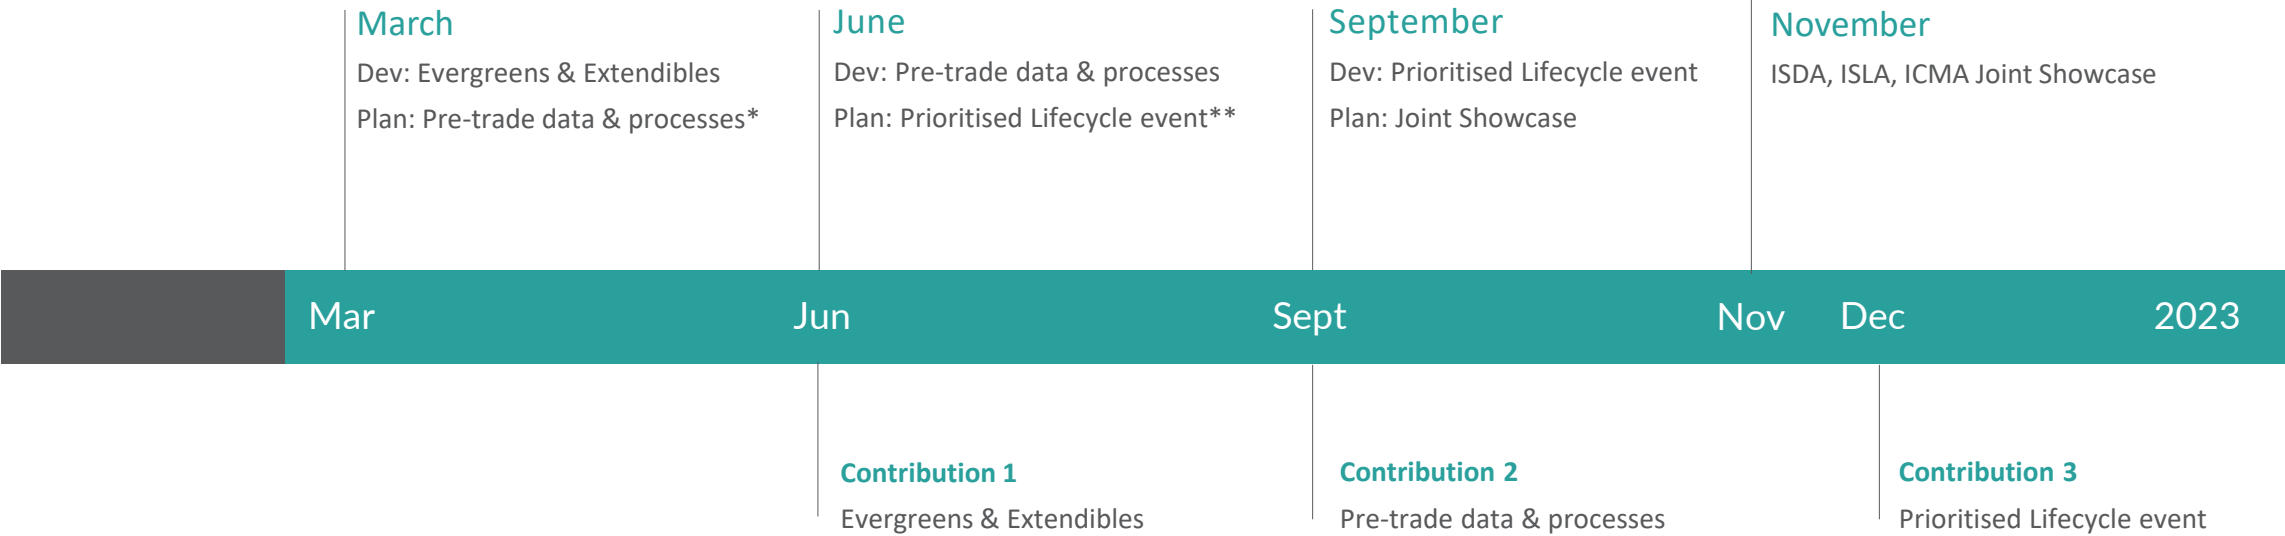 March
Dev: Evergreens & Extendibles
Plan: Pre-trade data & processes*
June
Dev: Pre-trade data & processes
Plan: Prioritised Lifecycle event**
September
Dev: Prioritised Lifecycle event
Plan: Joint Showcase
November
ISDA, ISLA, ICMA Joint Showcase
Mar
Jun
Sept
Nov
Dec
2023
Contribution 1
Evergreens & Extendibles
Contribution 2
Pre-trade data & processes
Contribution 3
Prioritised Lifecycle event